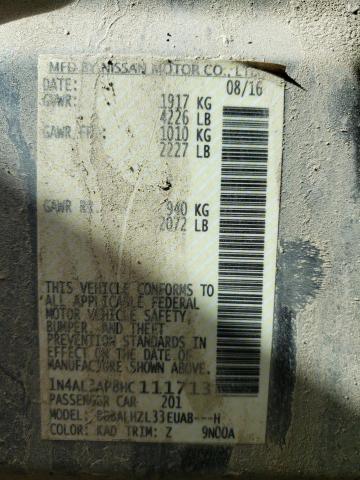 MFD BY NISSAN MOTOR CO., LTD
DATE: 08/16
GVWR: 1917 KG
4226 LB
GAWR FR: 1010 KG
2227 LB
GAWR RR: 940 KG
2072 LB
THIS VEHICLE CONFORMS TO
ALL APPLICABLE FEDERAL
MOTOR VEHICLE SAFETY,
BUMPER, AND THEFT
PREVENTION STANDARDS
IN EFFECT ON THE DATE OF
MANUFACTURE SHOWN ABOVE.
1N4AL3AP8HC 111713
PASSENGER CAR 201
MODEL: LHZL33EUAB---H
COLOR: KAD TRIM: Z 9N00A